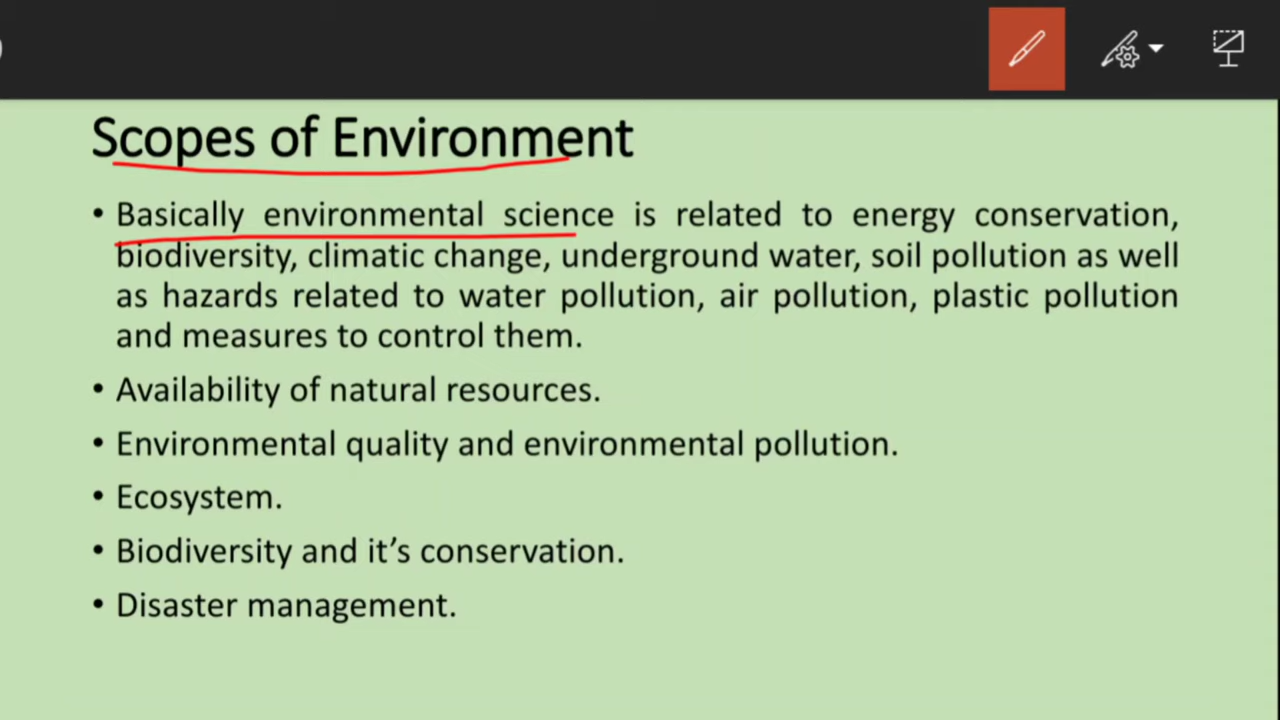 Scopes of Environment
• Basically environmental science is related to energy conservation,
biodiversity, climatic change, underground water, soil pollution as well
as hazards related to water pollution, air pollution, plastic pollution
and measures to control them.
• Availability of natural resources.
• Environmental quality and environmental pollution.
• Ecosystem.
• Biodiversity and it’s conservation.
• Disaster management.